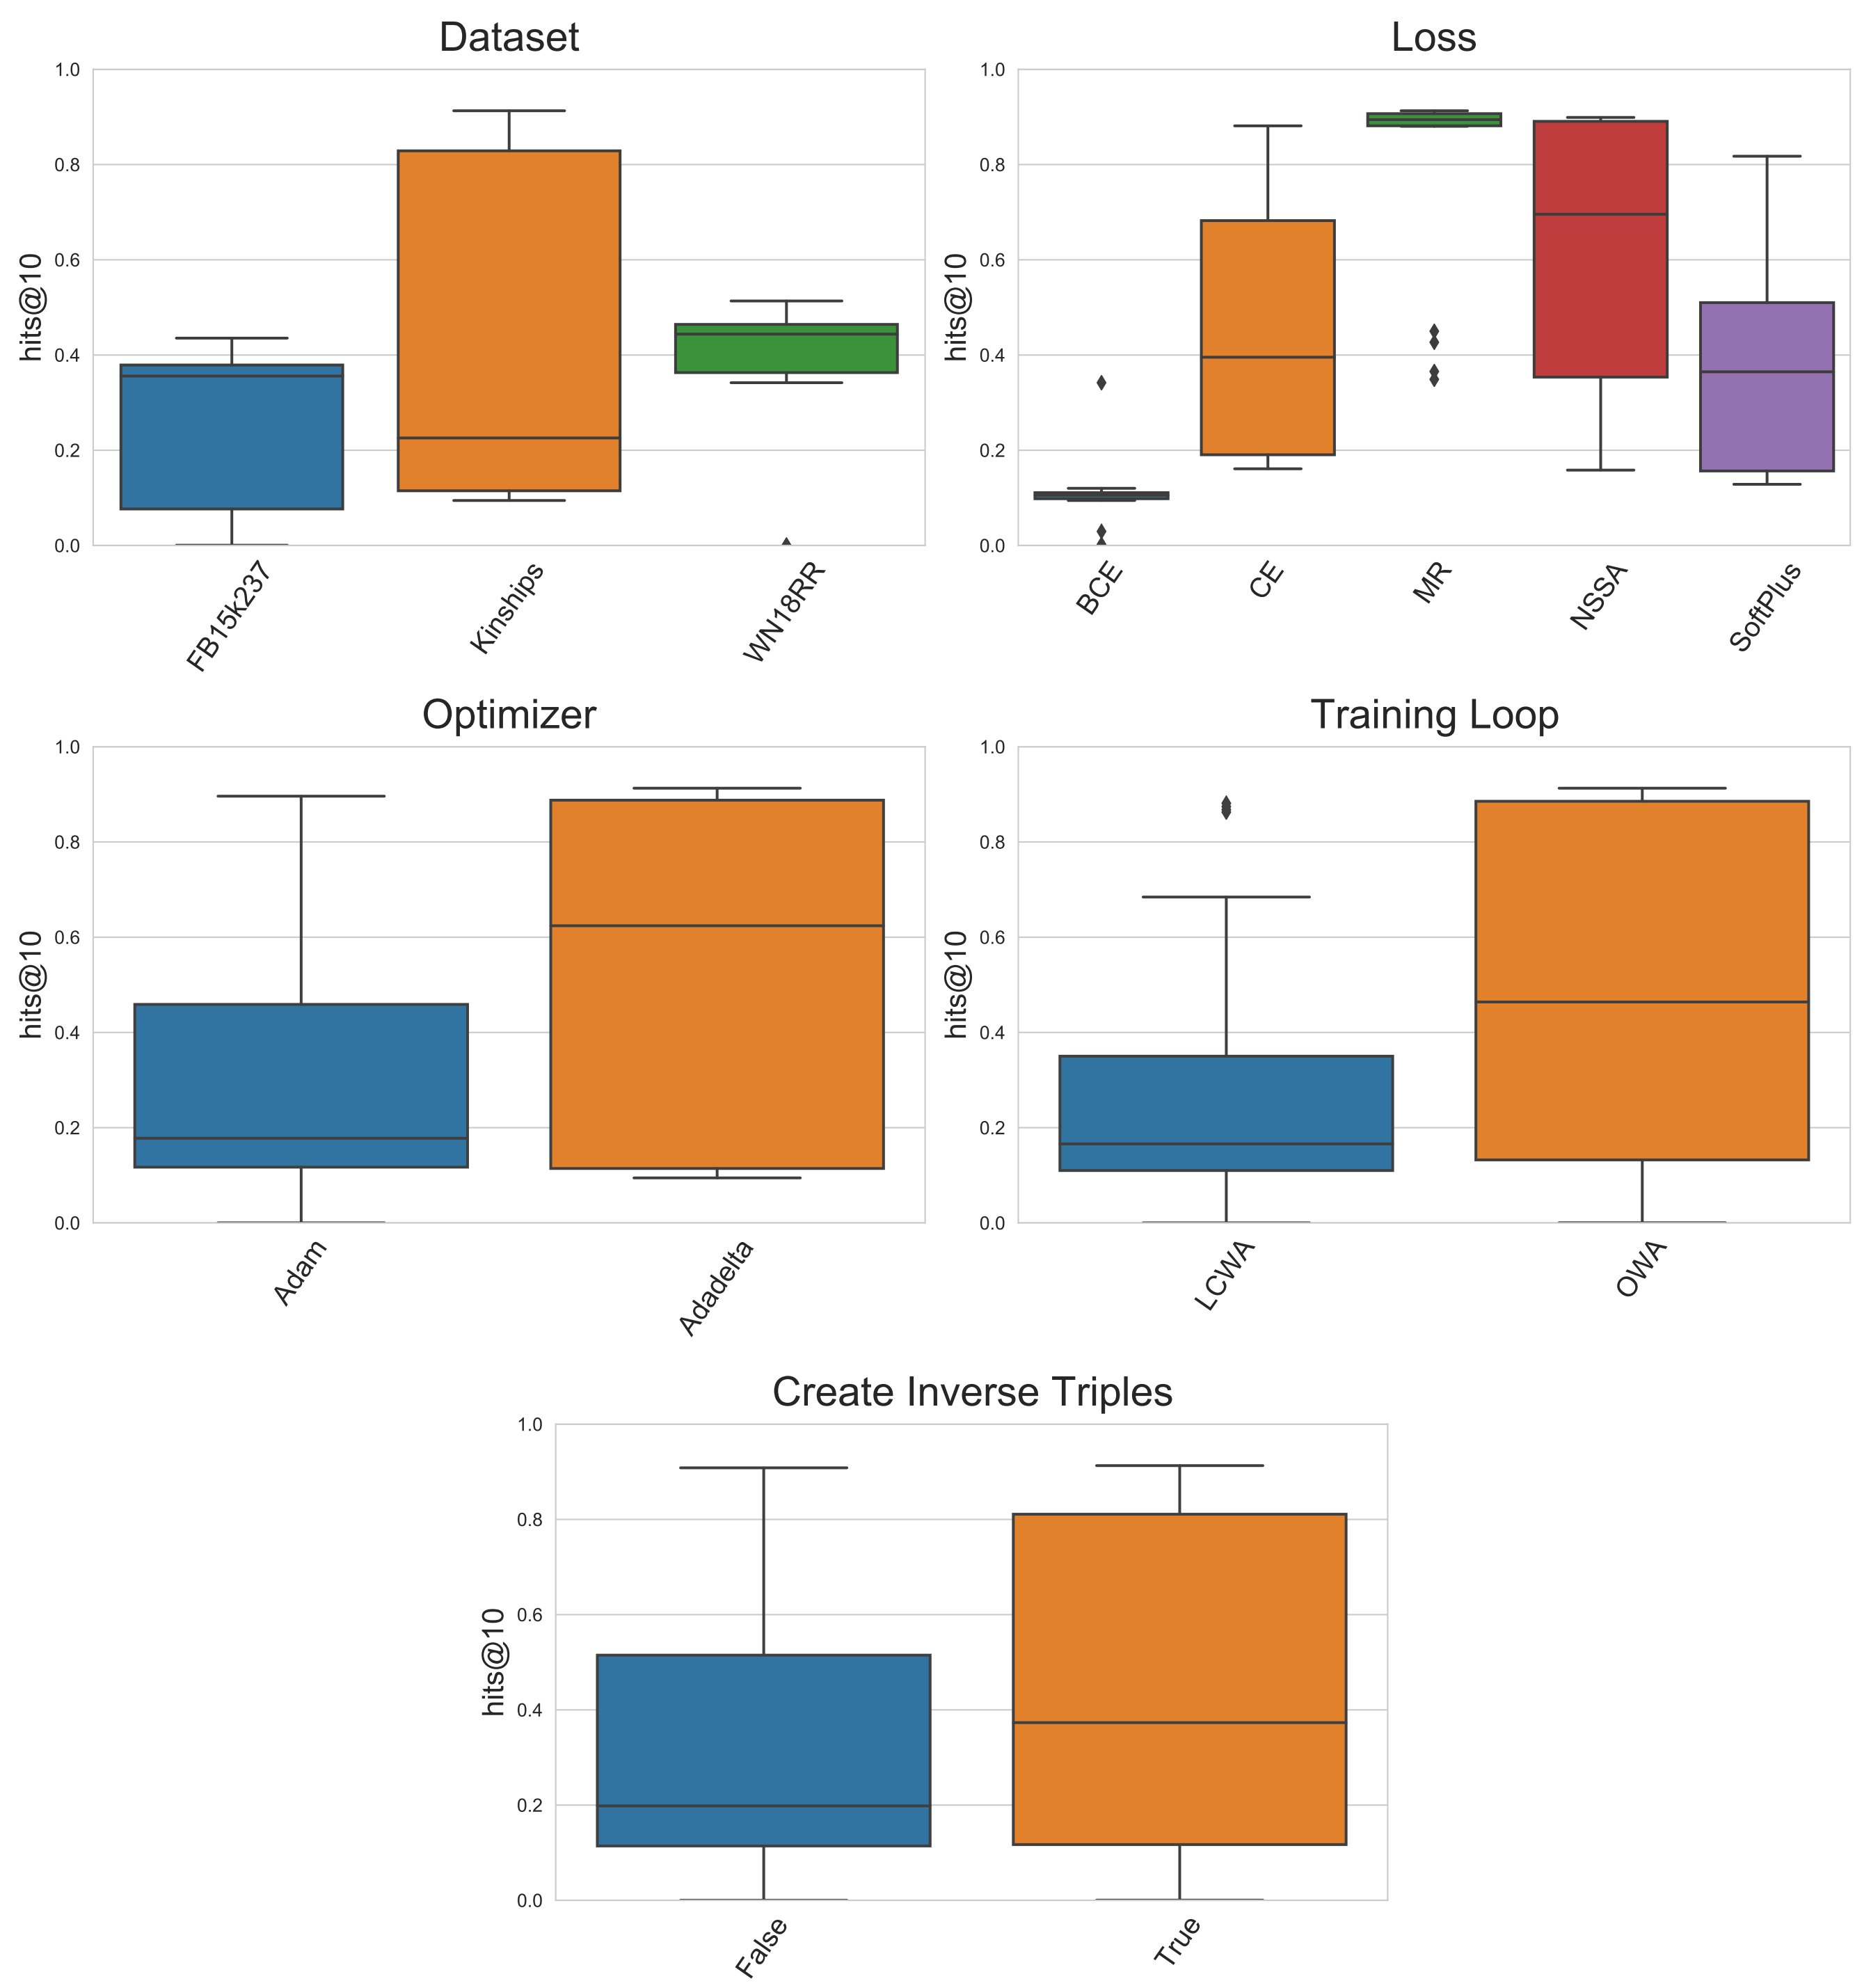 Dataset
hits@10
1.0
0.8
0.6
0.4
0.2
0.0
FB15k237
Kinships
WN18RR
Loss
hits@10
1.0
0.8
0.6
0.4
0.2
0.0
BCE
CE
MR
NSSA
SoftPlus
Optimizer
hits@10
1.0
0.8
0.6
0.4
0.2
0.0
Adam
Adadelta
Training Loop
hits@10
1.0
0.8
0.6
0.4
0.2
0.0
LCWA
OWA
Create Inverse Triples
hits@10
1.0
0.8
0.6
0.4
0.2
0.0
False
True